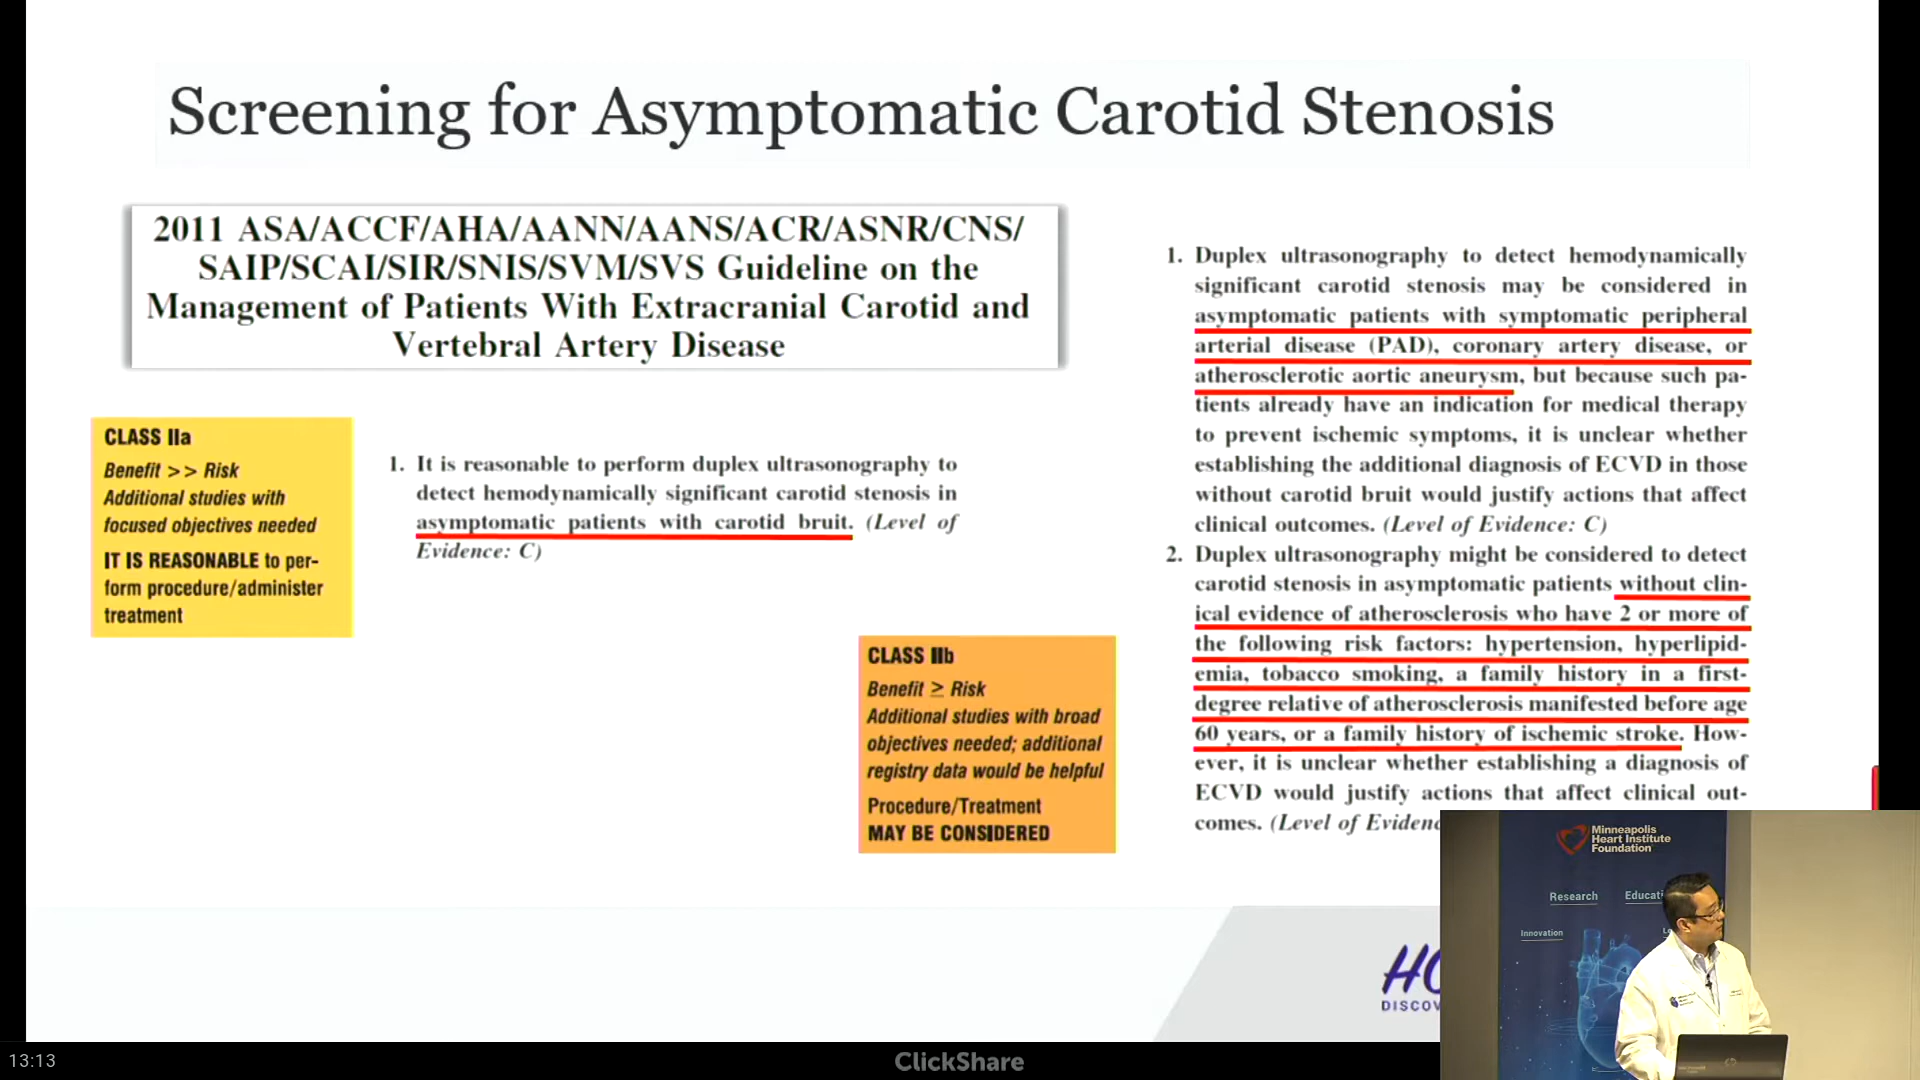 Screening for Asymptomatic Carotid Stenosis
2011 ASA/ACCF/AHA/AANN/AANS/ACR/ASNR/CNS/
SAIP/SCAI/SIR/SNIS/SVM/SVS Guideline on the
Management of Patients With Extracranial Carotid and
Vertebral Artery Disease
CLASS IIa
Benefit >> Risk
Additional studies with
focused objectives needed
IT IS REASONABLE to per-
form procedure/administer
treatment
1. It is reasonable to perform duplex ultrasonography to
detect hemodynamically significant carotid stenosis in
asymptomatic patients with carotid bruit. (Level of
Evidence: C)
CLASS IIb
Benefit ≥ Risk
Additional studies with broad
objectives needed; additional
registry data would be helpful
Procedure/Treatment
MAY BE CONSIDERED
1. Duplex ultrasonography to detect hemodynamically
significant carotid stenosis may be considered in
asymptomatic patients with symptomatic peripheral
arterial disease (PAD), coronary artery disease, or
atherosclerotic aortic aneurysm, but because such pa-
tients already have an indication for medical therapy
to prevent ischemic symptoms, it is unclear whether
establishing the additional diagnosis of ECVD in those
without carotid bruit would justify actions that affect
clinical outcomes. (Level of Evidence: C)
2. Duplex ultrasonography might be considered to detect
carotid stenosis in asymptomatic patients without clin-
ical evidence of atherosclerosis who have 2 or more of
the following risk factors: hypertension, hyperlipid-
emia, tobacco smoking, a family history in a first-
degree relative of atherosclerosis manifested before age
60 years, or a family history of ischemic stroke. How-
ever, it is unclear whether establishing a diagnosis of
ECVD would justify actions that affect clinical out-
comes. (Level of Evidenc
Minneapolis
Heart Institute
Foundation
Research Educati
Innovation
DISCOV
13:13
ClickShare